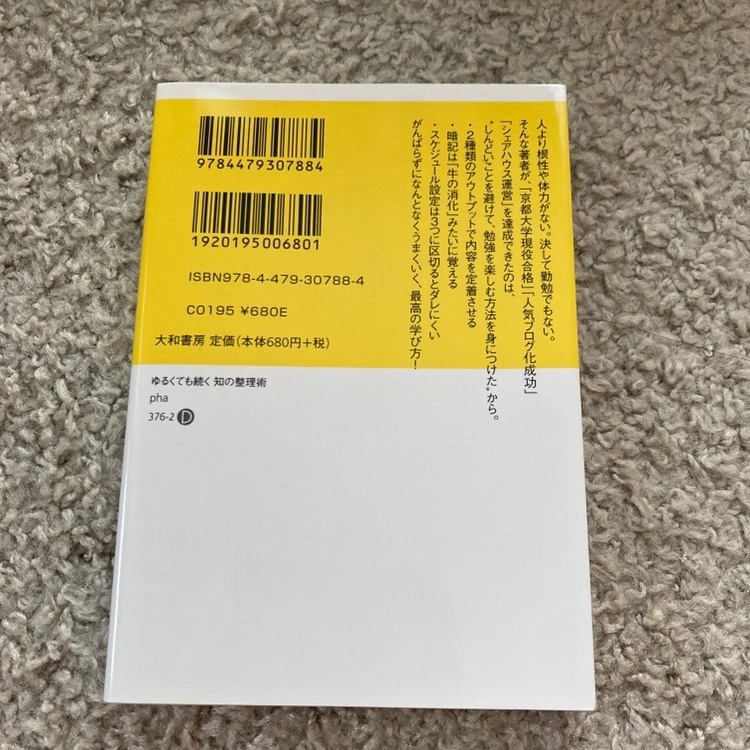 人より根性や体力がない。決して勤勉でもない。
そんな著者が、「京都大学現役合格」「人気ブログ化成功」
「シェアハウス運営」を達成できたのは、
“しんどいことを避けて、勉強を楽しむ方法を身につけた”から。
・2種類のアウトプットで内容を定着させる
・暗記は「牛の消化」みたいに覚える
・スケジュール設定は3つに区切るとダレにくい
がんばらずになんとなくうまくいく、最高の学び方！
9784479307884
1920195006801
ISBN978-4-479-30788-4
C0195 ¥680E
大和書房 定価(本体680円+税)
ゆるくても続く 知の整理術
pha
376-2 D